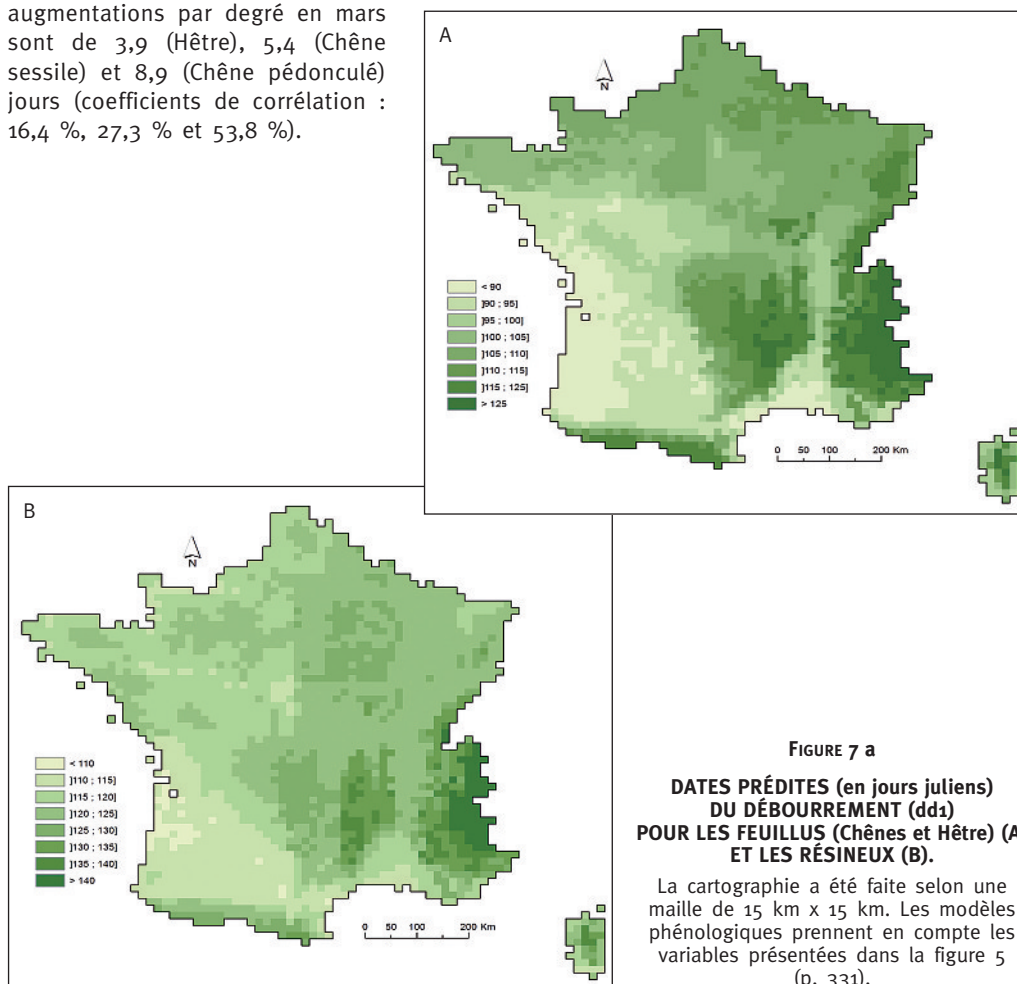 augmentations par degré en mars
sont de 3,9 (Hêtre), 5,4 (Chêne
sessile) et 8,9 (Chêne pédonculé)
jours (coefficients de corrélation :
16,4 %, 27,3 % et 53,8 %).
A
N
< 90
]90 ; 95]
]95 ; 100]
]100 ; 105]
]105 ; 110]
]110 ; 115]
]115 ; 125]
> 125
0 50 100 200 Km
B
N
< 110
]110 ; 115]
]115 ; 120]
]120 ; 125]
]125 ; 130]
]130 ; 135]
]135 ; 140]
> 140
0 50 100 200 Km
FIGURE 7 a
DATES PRÉDITES (en jours juliens)
DU DÉBOURREMENT (dd1)
POUR LES FEUILLUS (Chênes et Hêtre) (A
ET LES RÉSINEUX (B).
La cartographie a été faite selon une
maille de 15 km x 15 km. Les modèles
phénologiques prennent en compte les
variables présentées dans la figure 5
(p. 331).